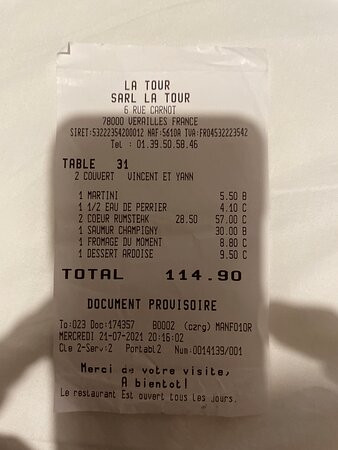 LA TOUR
SARL LA TOUR
6 RUE CARNOT
78000 VERAILLES FRANCE
SIRET:53222354200012 NAF:5610A TVA:FR04532223542
Tel : 01.39.50.58.46
TABLE 31
2 COUVERT VINCENT ET YANN
1 MARTINI 5.50 B
1 1/2 EAU DE PERRIER 4.10 C
2 COEUR RUMSTEAK 28.50 57.00 C
1 SAUMUR CHAMPIGNY 30.00 B
1 FROMAGE DU MOMENT 8.80 C
1 DESSERT ARDOISE 9.50 C
TOTAL 114.90
DOCUMENT PROVISOIRE
To:023 Doc:174357 B0002 (czrg) MANF01OR
MERCREDI 21-07-2021 20:16:02
Cle 2-Serv:2 Portabl2 Num:0014139/001
Merci de votre visite,
A bientot!
Le restaurant Est ouvert tous les jours.